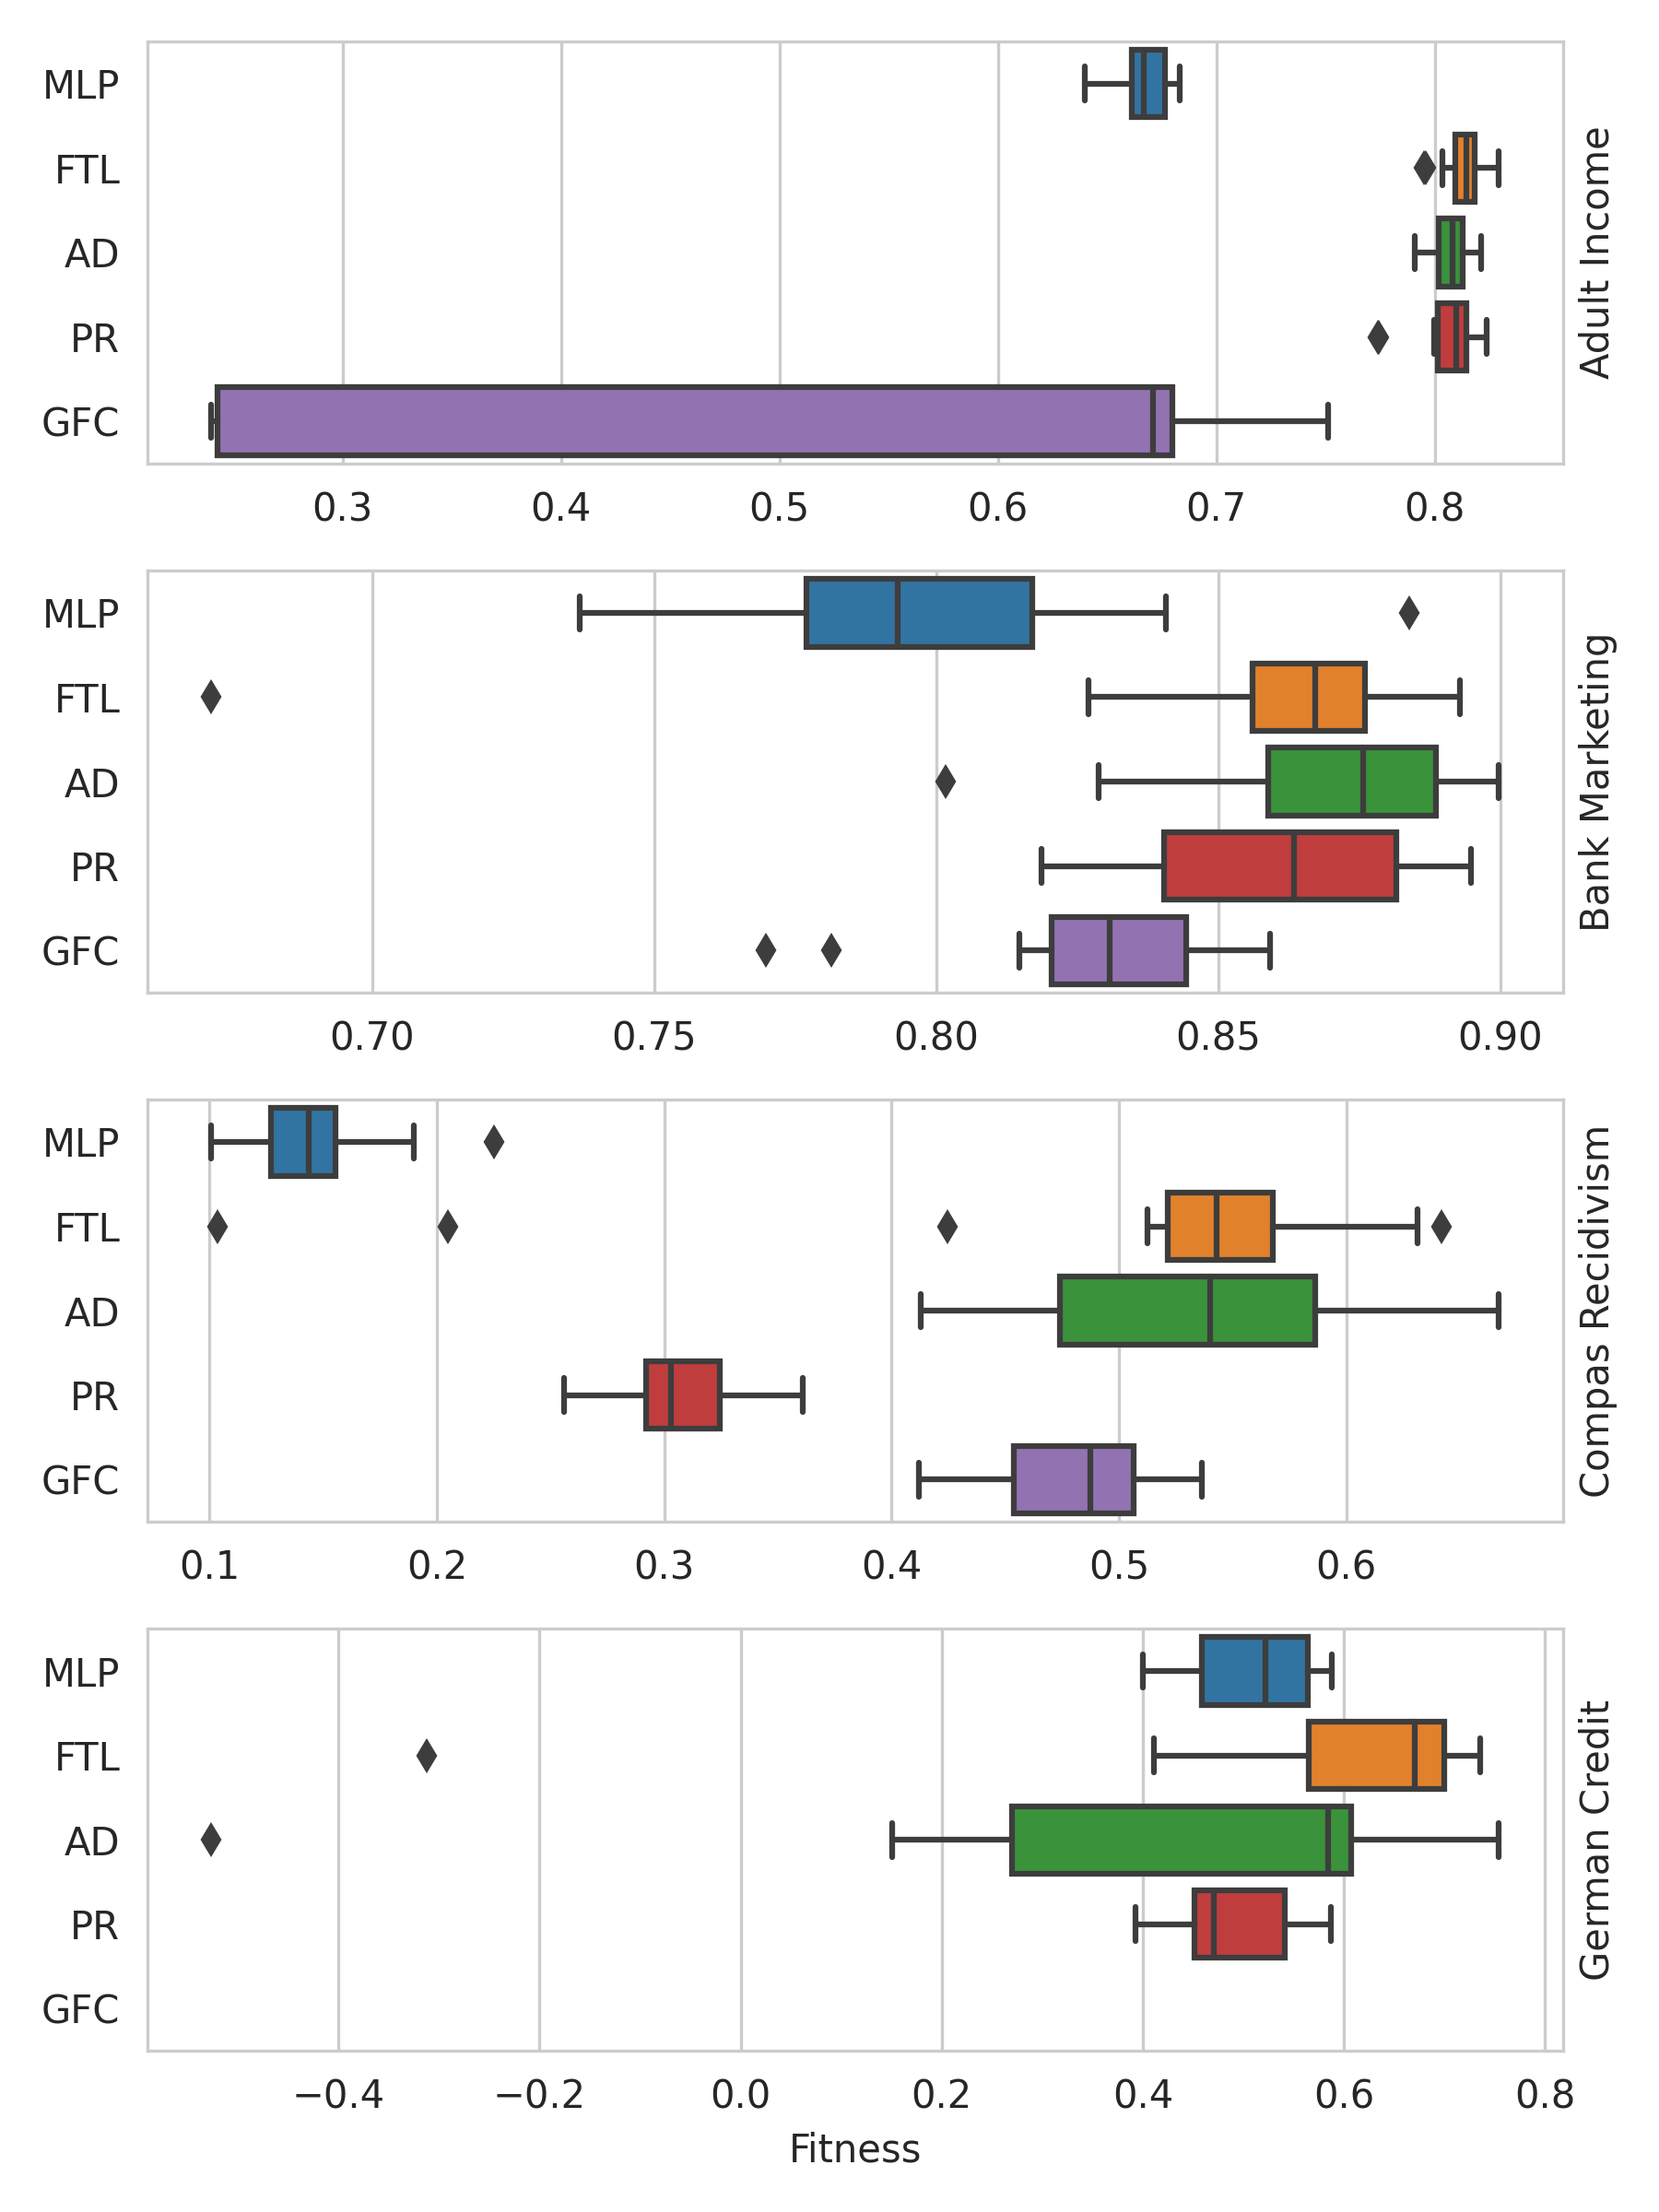 MLP
FTL
AD
PR
GFC
0.3 0.4 0.5 0.6 0.7 0.8
Adult Income
MLP
FTL
AD
PR
GFC
0.70 0.75 0.80 0.85 0.90
Bank Marketing
MLP
FTL
AD
PR
GFC
0.1 0.2 0.3 0.4 0.5 0.6
Compas Recidivism
MLP
FTL
AD
PR
GFC
−0.4 −0.2 0.0 0.2 0.4 0.6 0.8
German Credit
Fitness